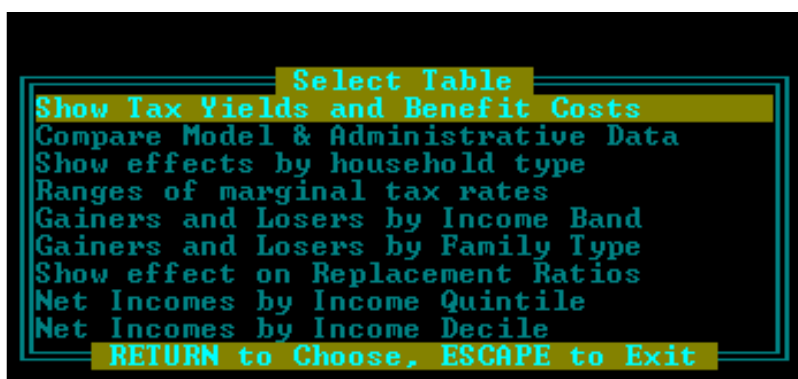 Select Table
Show Tax Yields and Benefit Costs
Compare Model & Administrative Data
Show effects by household type
Ranges of marginal tax rates
Gainers and Losers by Income Band
Gainers and Losers by Family Type
Show effect on Replacement Ratios
Net Incomes by Income Quintile
Net Incomes by Income Decile
RETURN to Choose, ESCAPE to Exit